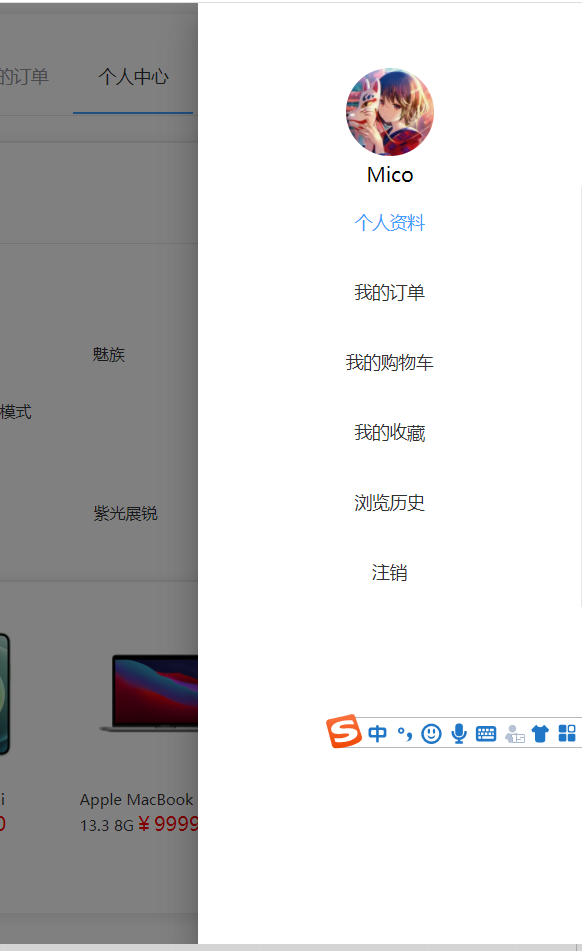 的订单
个人中心
Mico
个人资料
我的订单
我的购物车
我的收藏
浏览历史
注销
魅族
模式
紫光展锐
i
0
Apple MacBook
13.3 8G ¥ 9999
S 中